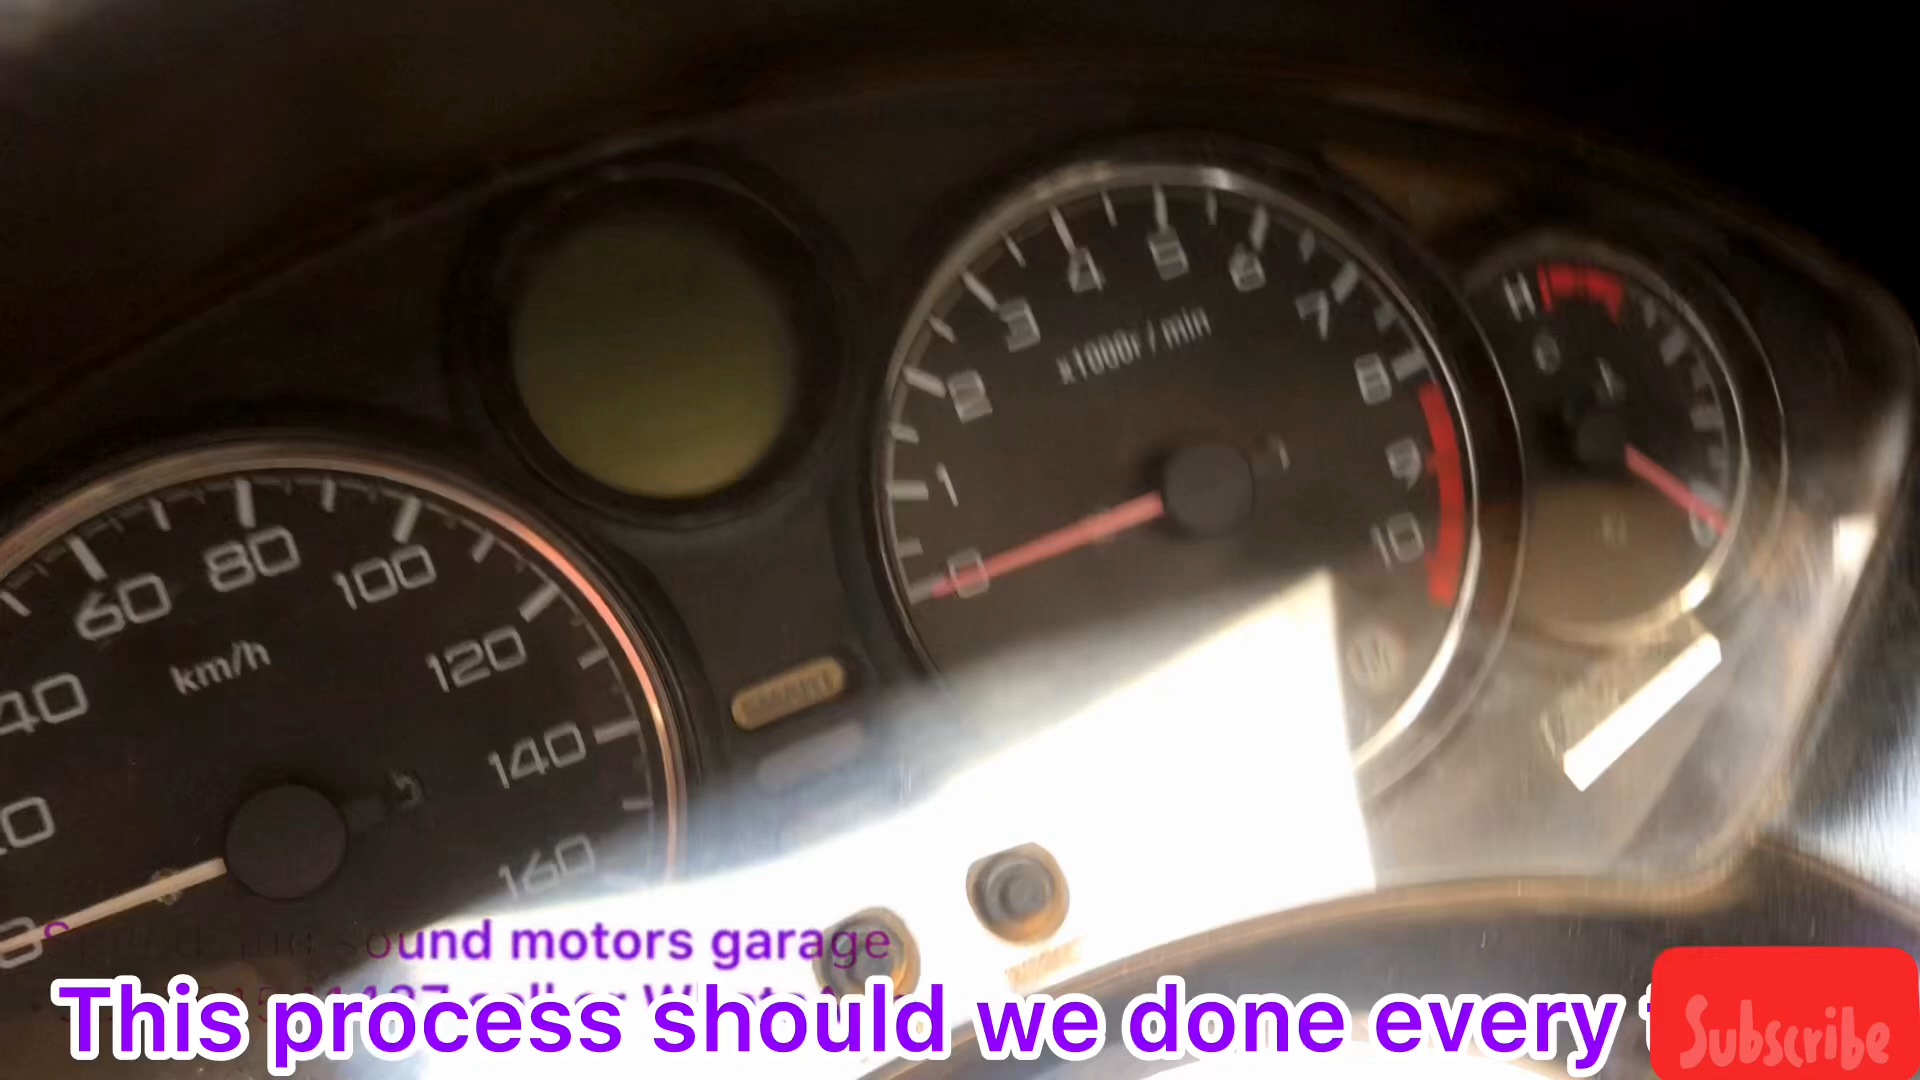 H
4 5 6
3 7
x1000r/min
2 8
1 9
0 10
80
60 100
km/h
120
40
140
160
sound motors garage
This process should we done every
Subscribe